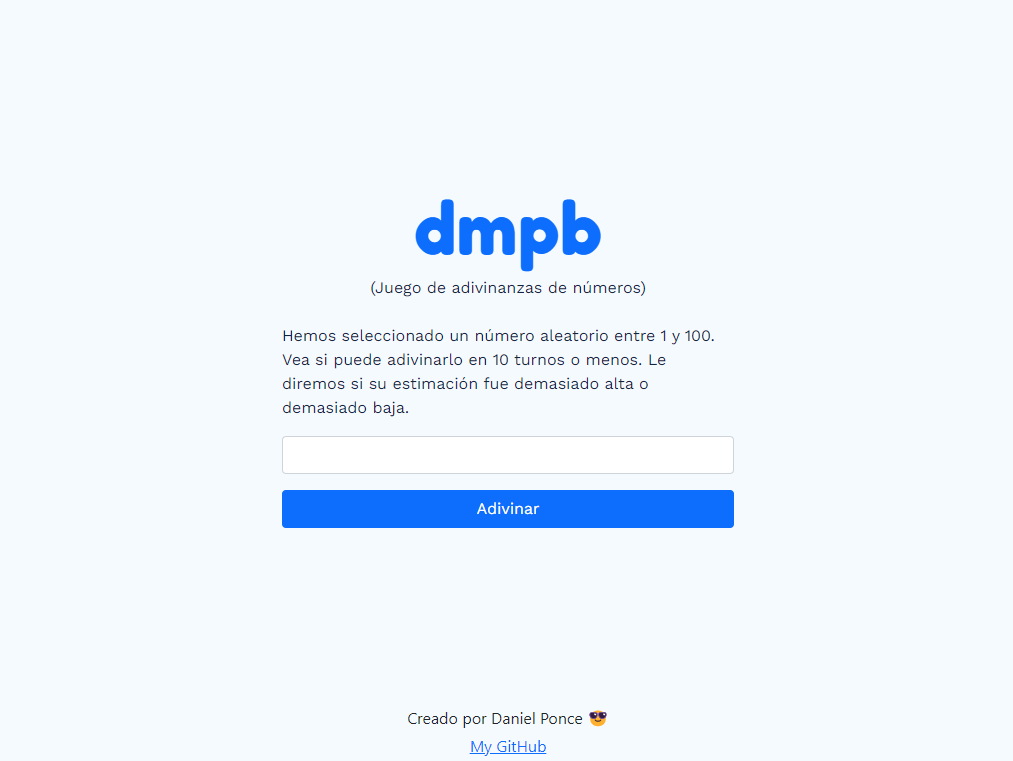 dmpb
(Juego de adivinanzas de números)
Hemos seleccionado un número aleatorio entre 1 y 100.
Vea si puede adivinarlo en 10 turnos o menos. Le
diremos si su estimación fue demasiado alta o
demasiado baja.
Adivinar
Creado por Daniel Ponce 😎
My GitHub